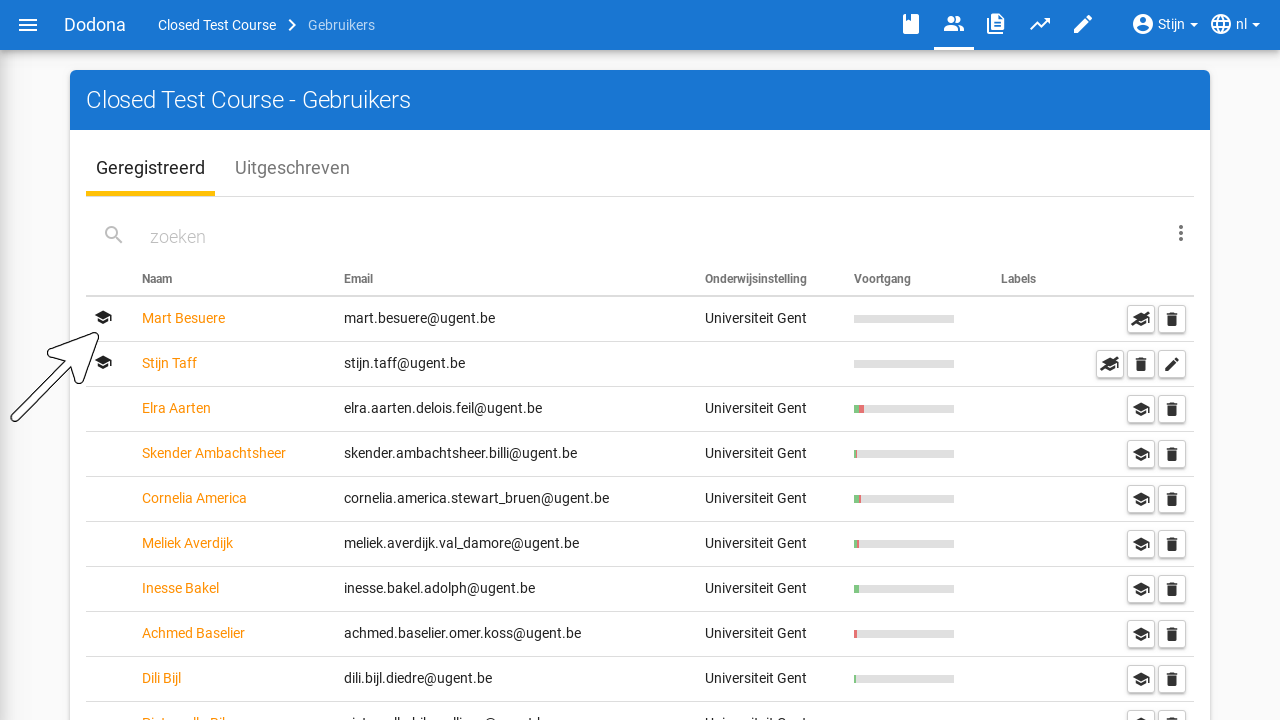 Dodona Closed Test Course Gebruikers Stijn nl
Closed Test Course - Gebruikers
Geregistreerd Uitgeschreven
zoeken
Naam Email Onderwijsinstelling Voortgang Labels
Mart Besuere mart.besuere@ugent.be Universiteit Gent
Stijn Taff stijn.taff@ugent.be
Elra Aarten elra.aarten.delois.feil@ugent.be Universiteit Gent
Skender Ambachtsheer skender.ambachtsheer.billi@ugent.be Universiteit Gent
Cornelia America cornelia.america.stewart_bruen@ugent.be Universiteit Gent
Meliek Averdijk meliek.averdijk.val_damore@ugent.be Universiteit Gent
Inesse Bakel inesse.bakel.adolph@ugent.be Universiteit Gent
Achmed Baselier achmed.baselier.omer.koss@ugent.be Universiteit Gent
Dili Bijl dili.bijl.diedre@ugent.be Universiteit Gent